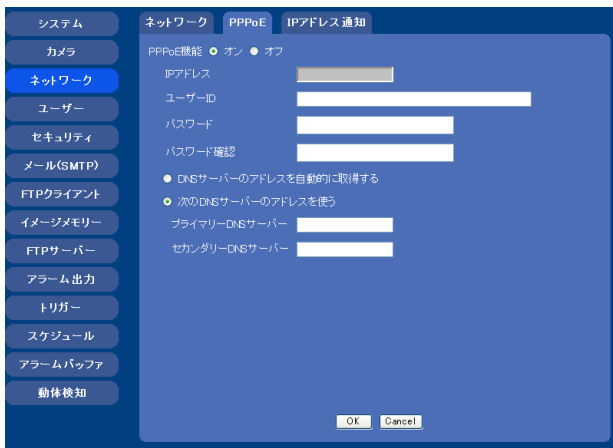 システム
カメラ
ネットワーク
ユーザー
セキュリティ
メール(SMTP)
FTPクライアント
イメージメモリー
FTPサーバー
アラーム出力
トリガー
スケジュール
アラームバッファ
動体検知
ネットワーク PPPoE IPアドレス通知
PPPoE機能 オン オフ
IPアドレス
ユーザーID
パスワード
パスワード確認
DNSサーバーのアドレスを自動的に取得する
次のDNSサーバーのアドレスを使う
プライマリーDNSサーバー
セカンダリーDNSサーバー
OK Cancel